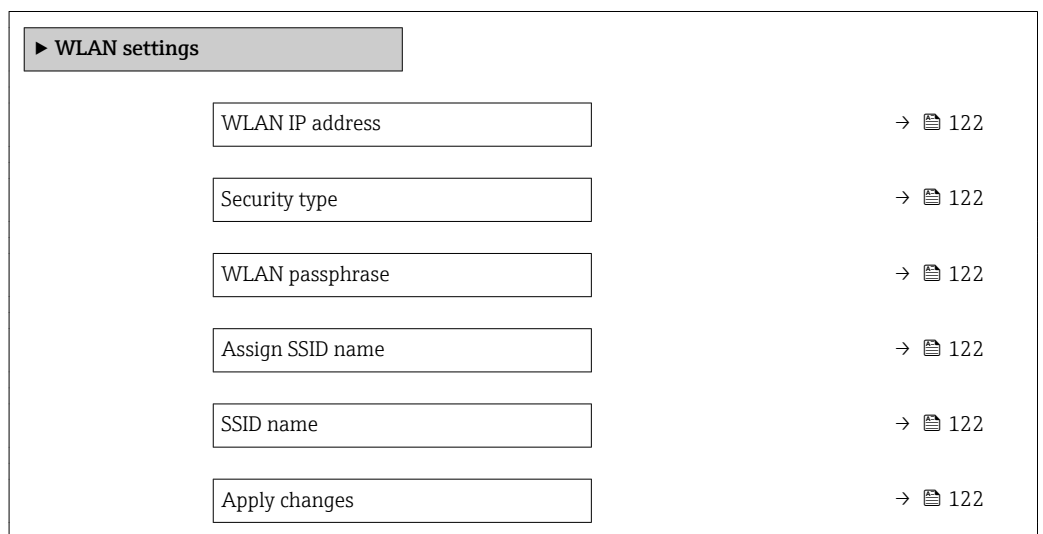 ▶ WLAN settings
WLAN IP address → 122
Security type → 122
WLAN passphrase → 122
Assign SSID name → 122
SSID name → 122
Apply changes → 122